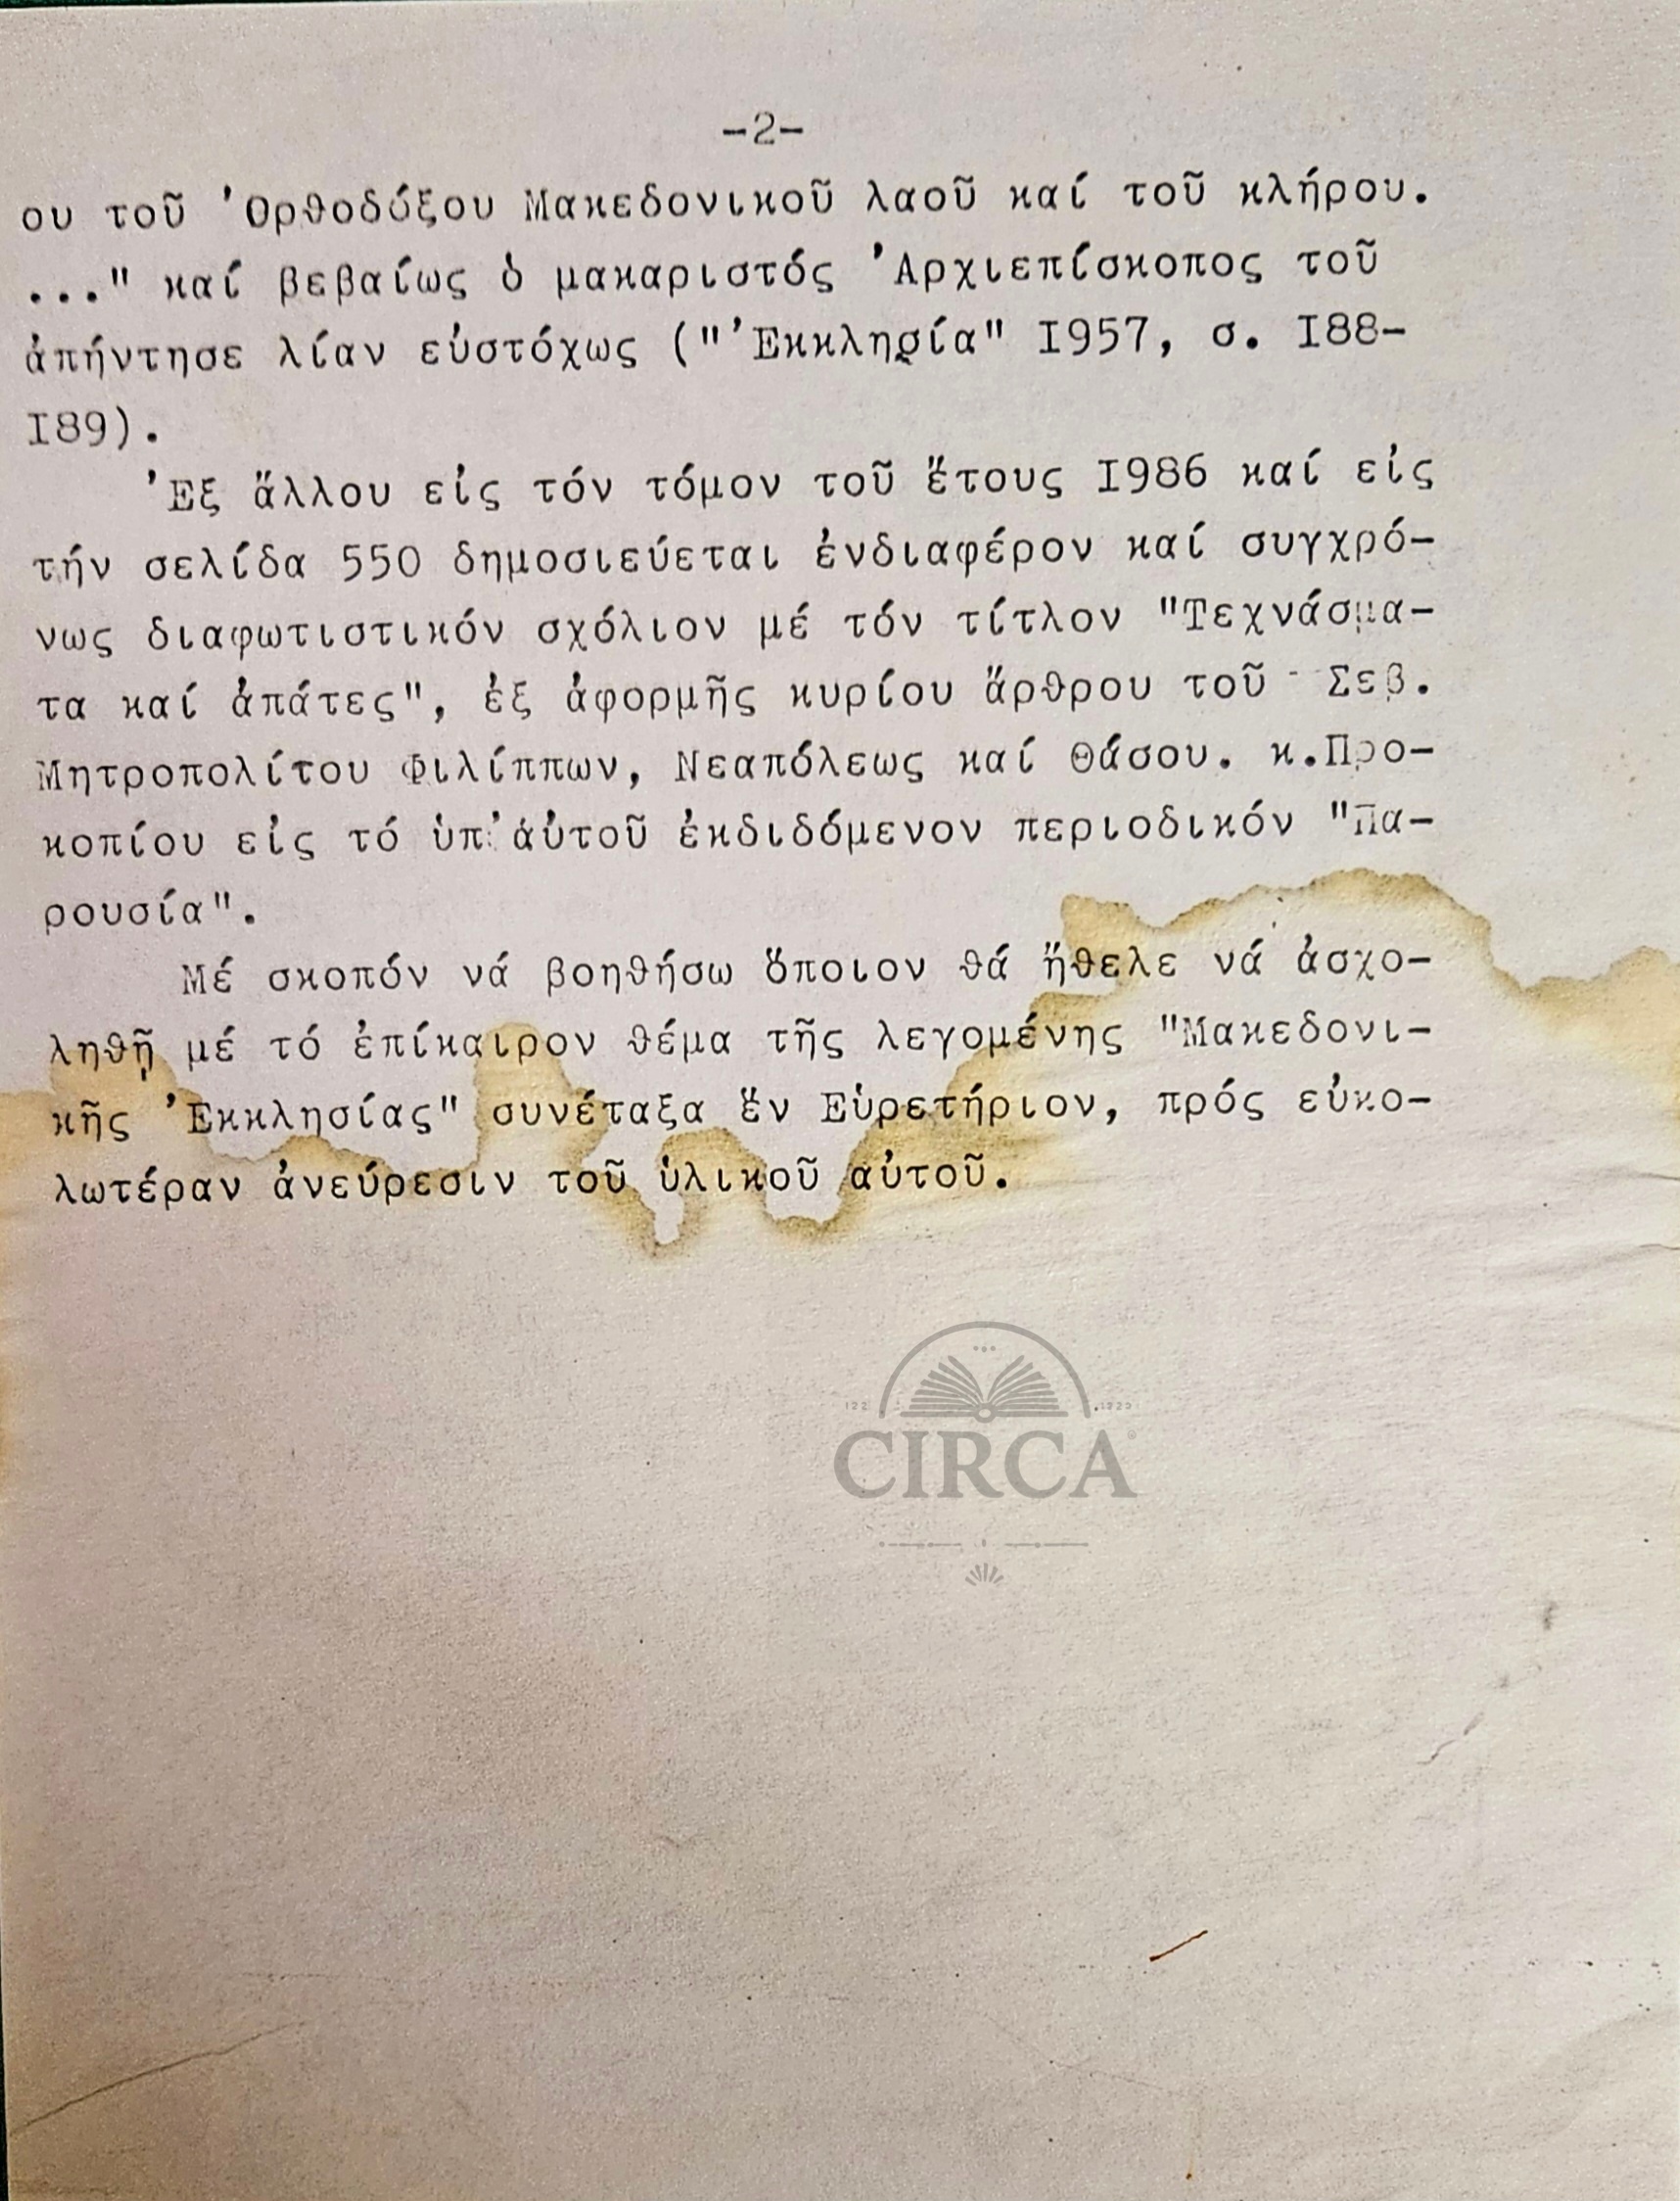 -2-
ου τοῦ 'Ορθοδόξου Μακεδονικοῦ λαοῦ καί τοῦ κλήρου.
..." καί βεβαίως ὁ μακαριστός 'Αρχιεπίσκοπος τοῦ
ἀπήντησε λίαν εὐστόχως ("'Εκκλησία" I957, σ. I88-
I89).
'Εξ ἄλλου εἰς τόν τόμον τοῦ ἔτους I986 καί εἰς
τήν σελίδα 550 δημοσιεύεται ἐνδιαφέρον καί συγχρό-
νως διαφωτιστικόν σχόλιον μέ τόν τίτλον "Τεχνάσμα-
τα καί ἀπάτες", ἐξ ἀφορμῆς κυρίου ἄρθρου τοῦ Σεβ.
Μητροπολίτου Φιλίππων, Νεαπόλεως καί Θάσου. κ.Προ-
κοπίου εἰς τό ὑπ'αὐτοῦ ἐκδιδόμενον περιοδικόν "Πα-
ρουσία".
Μέ σκοπόν νά βοηθήσω ὅποιον θά ἤθελε νά ἀσχο-
ληθῇ μέ τό ἐπίκαιρον θέμα τῆς λεγομένης "Μακεδονι-
κῆς 'Εκκλησίας" συνέταξα ἕν Εὑρετήριον, πρός εὐκο-
λωτέραν ἀνεύρεσιν τοῦ ὑλικοῦ αὐτοῦ.
CIRCA